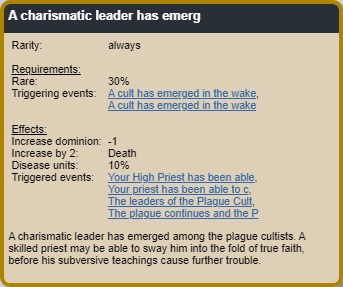 A charismatic leader has emerg
Rarity: always
Requirements:
Rare: 30%
Triggering events: A cult has emerged in the wake,
A cult has emerged in the wake
Effects:
Increase dominion: -1
Increase by 2: Death
Disease units: 10%
Triggered events: Your High Priest has been able,
Your priest has been able to c,
The leaders of the Plague Cult,
The plague continues and the P
A charismatic leader has emerged among the plague cultists. A
skilled priest may be able to sway him into the fold of true faith,
before his subversive teachings cause further trouble.